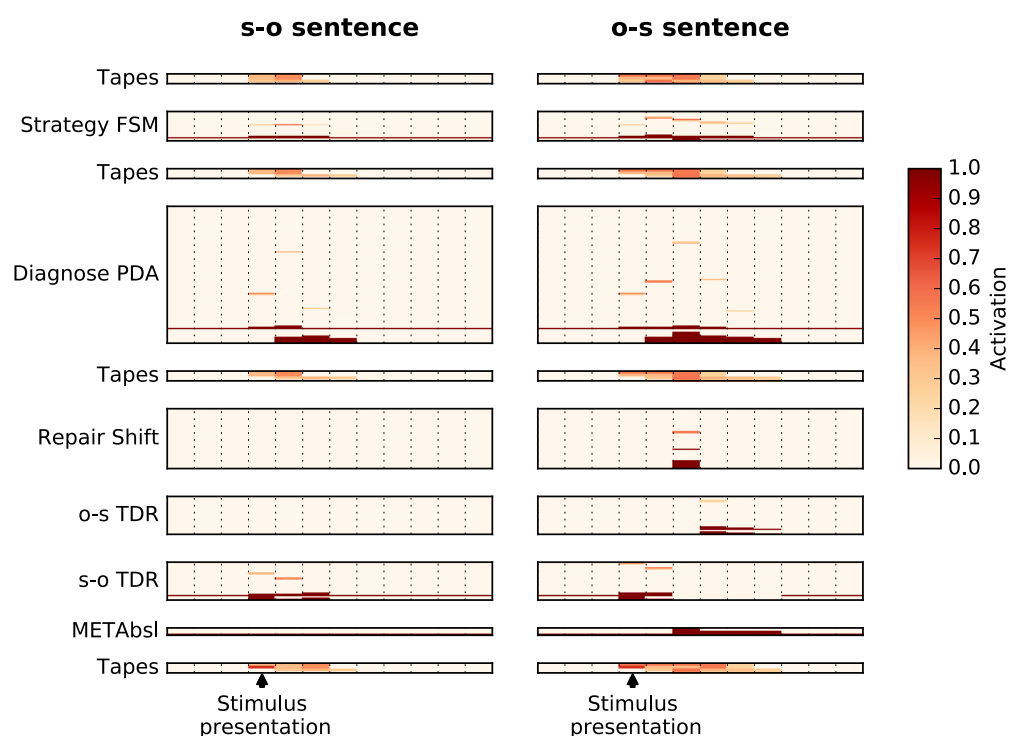 s-o sentence
o-s sentence
Tapes
Strategy FSM
Tapes
Diagnose PDA
Tapes
Repair Shift
o-s TDR
s-o TDR
METAbsl
Tapes
Stimulus
presentation
Stimulus
presentation
1.0
0.9
0.8
0.7
0.6
0.5
0.4
0.3
0.2
0.1
0.0
Activation